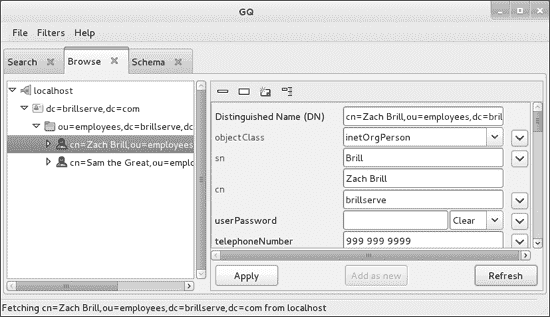 GQ
File Filters Help
Search Browse Schema
localhost
dc=brillserve,dc=com
ou=employees,dc=brillserve,dc
cn=Zach Brill,ou=employees
cn=Sam the Great,ou=emplo
Distinguished Name (DN) cn=Zach Brill,ou=employees,dc=bril
objectClass inetOrgPerson
sn Brill
Zach Brill
cn
brillserve
userPassword Clear
telephoneNumber 999 999 9999
Apply Add as new Refresh
Fetching cn=Zach Brill,ou=employees,dc=brillserve,dc=com from localhost